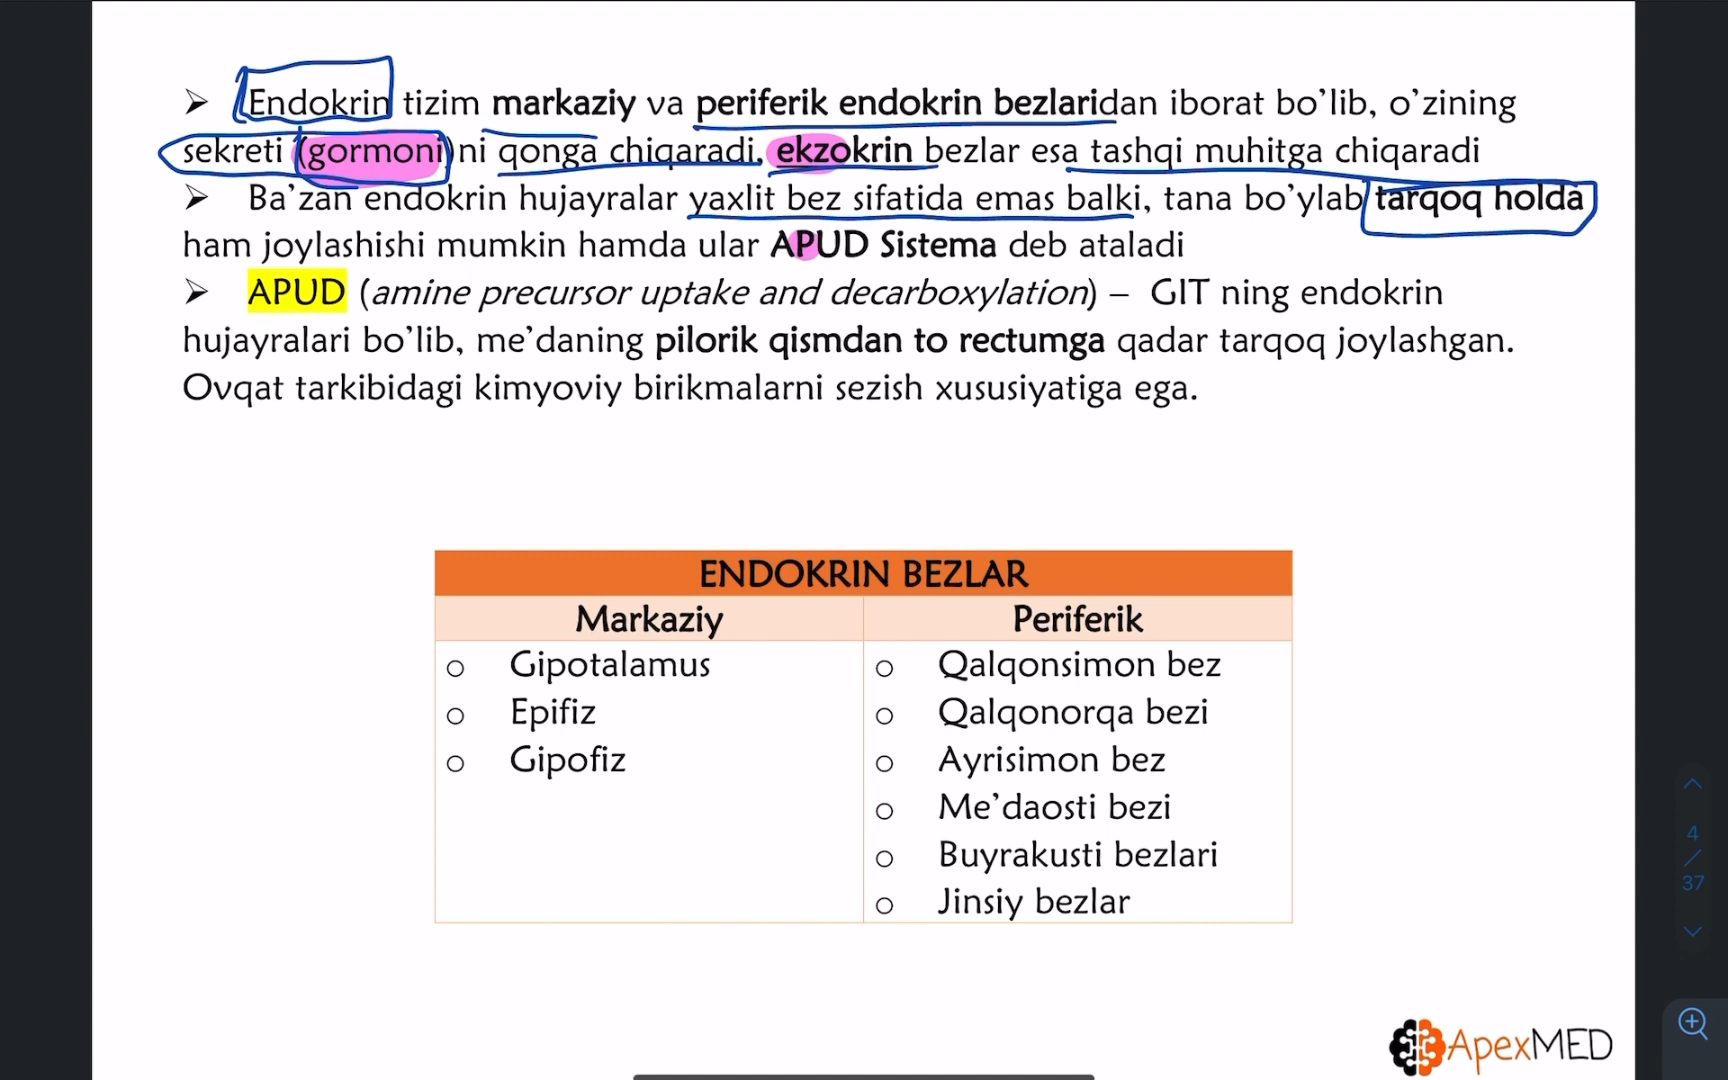 ➢ Endokrin tizim markaziy va periferik endokrin bezlaridan iborat bo’lib, o’zining
sekreti (gormoni)ni qonga chiqaradi, ekzokrin bezlar esa tashqi muhitga chiqaradi
➢ Ba’zan endokrin hujayralar yaxlit bez sifatida emas balki, tana bo’ylab tarqoq holda
ham joylashishi mumkin hamda ular APUD Sistema deb ataladi
➢ APUD (amine precursor uptake and decarboxylation) – GIT ning endokrin
hujayralari bo’lib, me’daning pilorik qismdan to rectumga qadar tarqoq joylashgan.
Ovqat tarkibidagi kimyoviy birikmalarni sezish xususiyatiga ega.
ENDOKRIN BEZLAR
Markaziy Periferik
o Gipotalamus o Qalqonsimon bez
o Epifiz o Qalqonorqa bezi
o Gipofiz o Ayrisimon bez
o Me’daosti bezi
o Buyrakusti bezlari
o Jinsiy bezlar
4
/
37
ApexMED